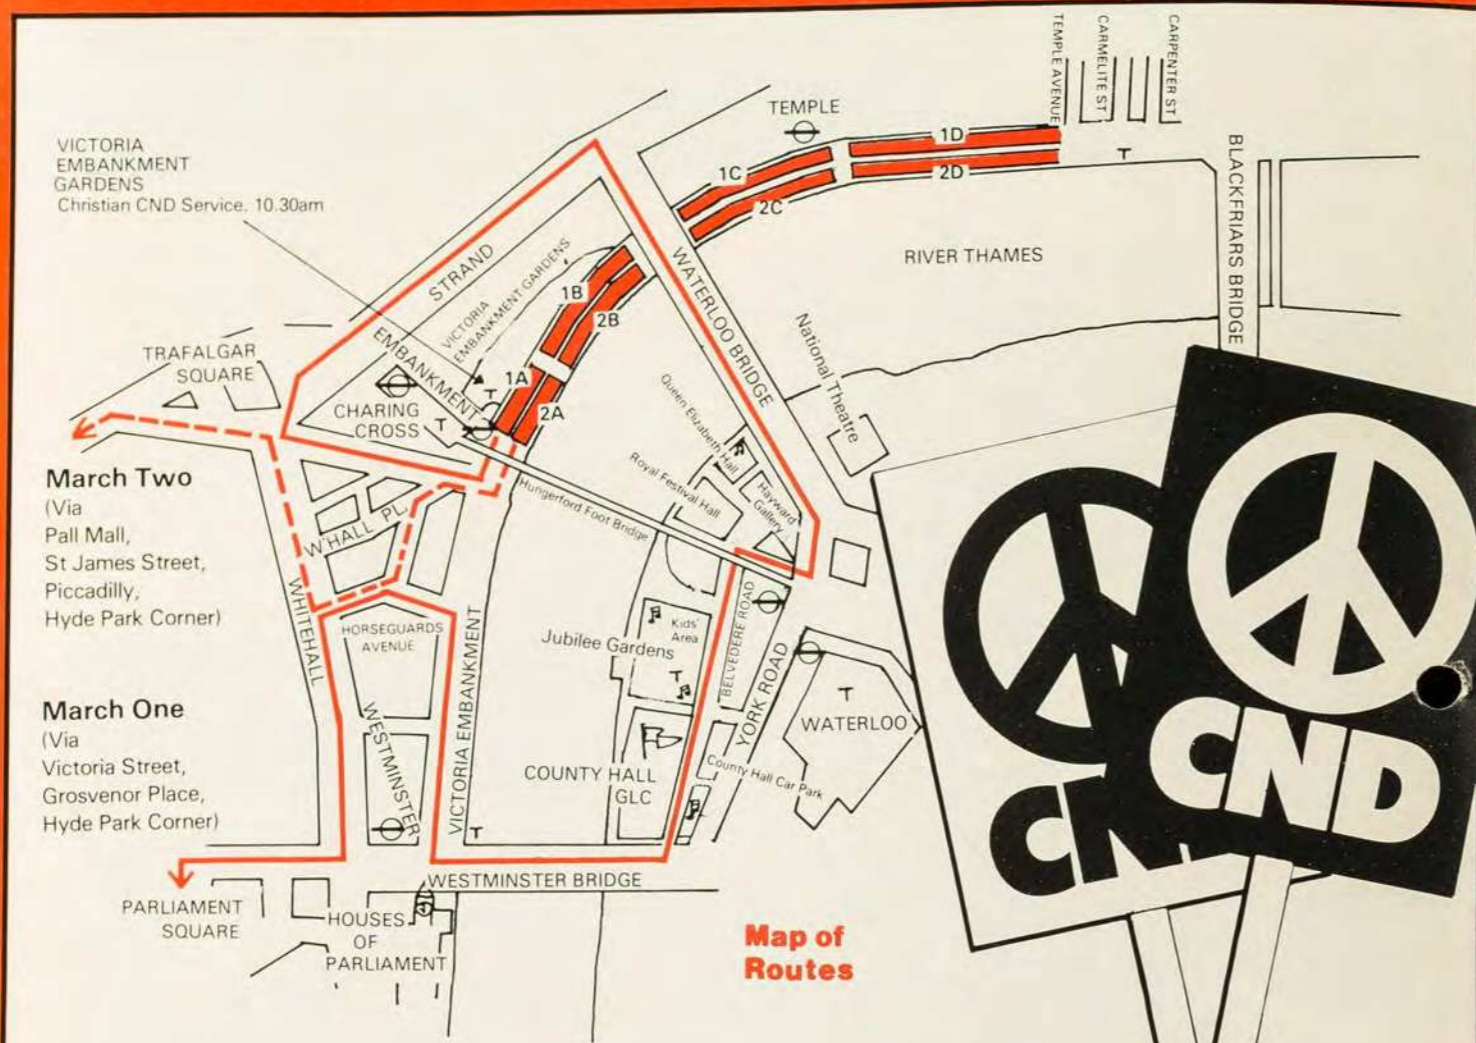 TEMPLE AVENUE
CARMELITE ST
CARPENTER ST
TEMPLE
1D
2D
1C
2C
T
BLACKFRIARS BRIDGE
VICTORIA
EMBANKMENT
GARDENS
Christian CND Service. 10.30am
RIVER THAMES
STRAND
VICTORIA
EMBANKMENT GARDENS
1B
2B
WATERLOO BRIDGE
National Theatre
TRAFALGAR
SQUARE
EMBANKMENT
1A
2A
T
CHARING
CROSS
T
Queen Elizabeth Hall
Royal Festival Hall
Hayward
Gallery
Hungerford Foot Bridge
March Two
(Via
Pall Mall,
St James Street,
Piccadilly,
Hyde Park Corner)
W'HALL PL.
WHITEHALL
HORSEGUARDS
AVENUE
VICTORIA EMBANKMENT
Jubilee Gardens
Kids'
Area
T
BELVEDERE ROAD
YORK ROAD
T
WATERLOO
March One
(Via
Victoria Street,
Grosvenor Place,
Hyde Park Corner)
WESTMINSTER
COUNTY HALL
GLC
County Hall Car Park
T
WESTMINSTER BRIDGE
PARLIAMENT
SQUARE
HOUSES
OF
PARLIAMENT
Map of
Routes
CND
CN